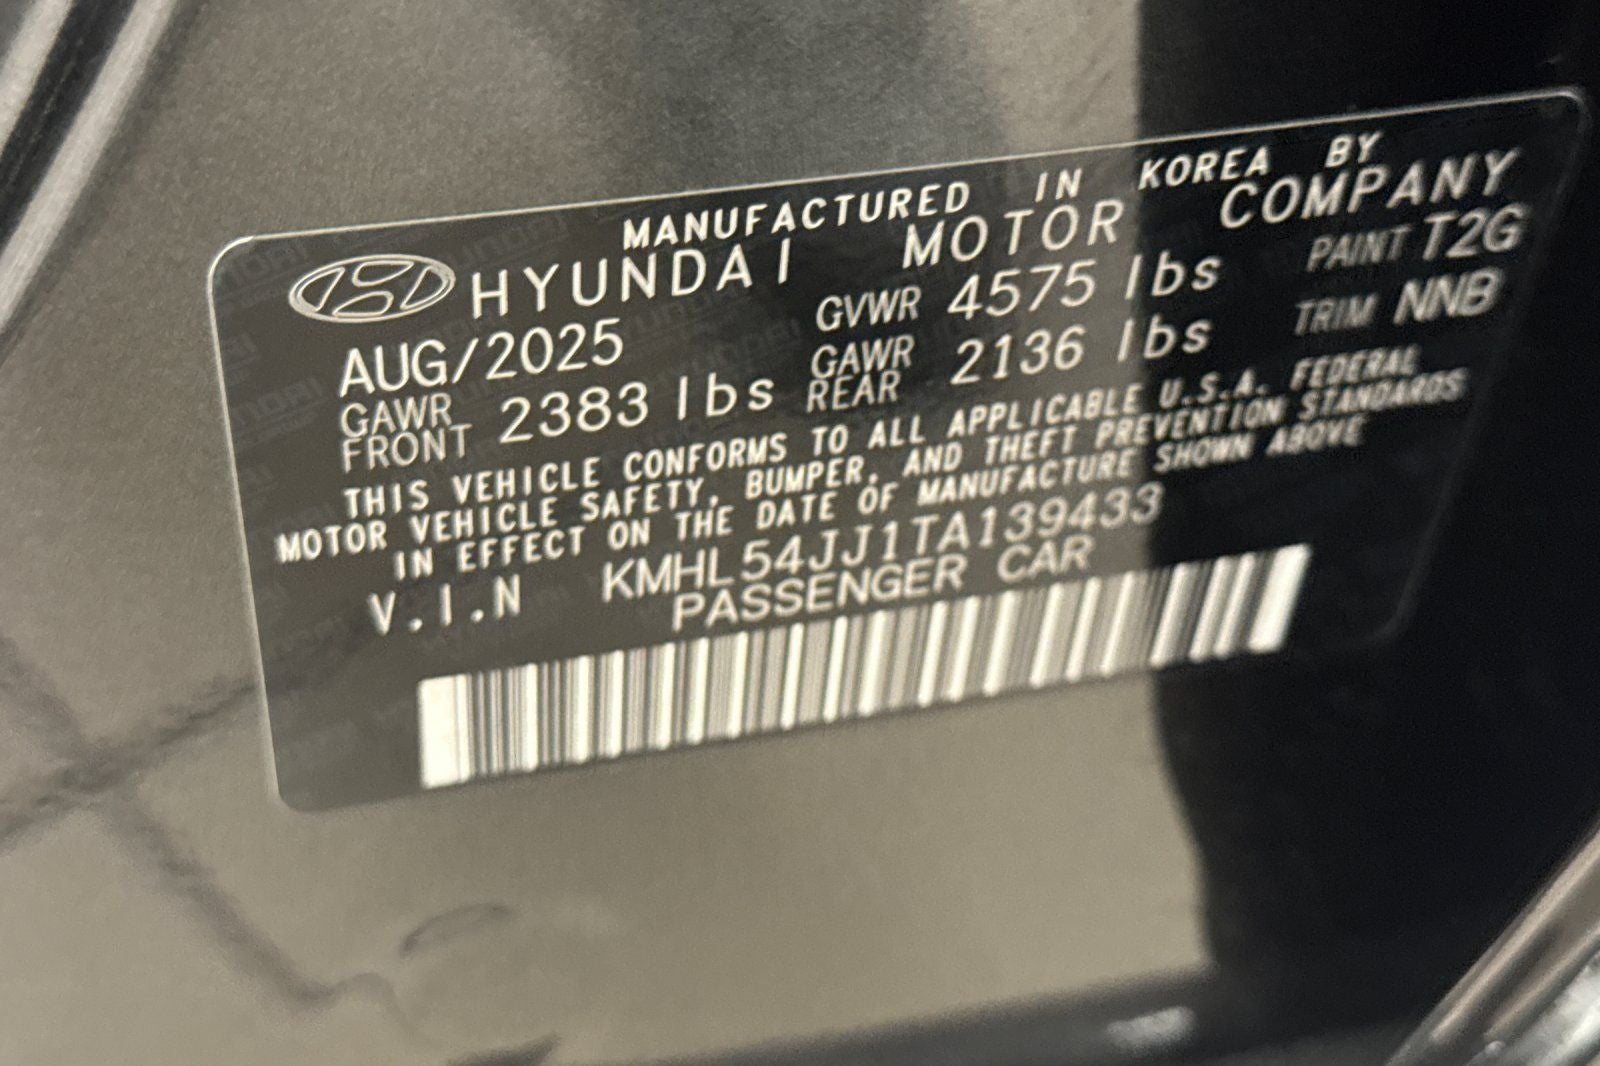 MANUFACTURED IN KOREA BY
HYUNDAI MOTOR COMPANY
AUG/2025 GVWR 4575 lbs PAINT T2G
GAWR FRONT 2383 lbs GAWR REAR 2136 lbs TRIM NNB
THIS VEHICLE CONFORMS TO ALL APPLICABLE U.S.A. FEDERAL
MOTOR VEHICLE SAFETY, BUMPER, AND THEFT PREVENTION STANDARDS
IN EFFECT ON THE DATE OF MANUFACTURE SHOWN ABOVE
V.I.N KMHL54JJ1TA139433
PASSENGER CAR